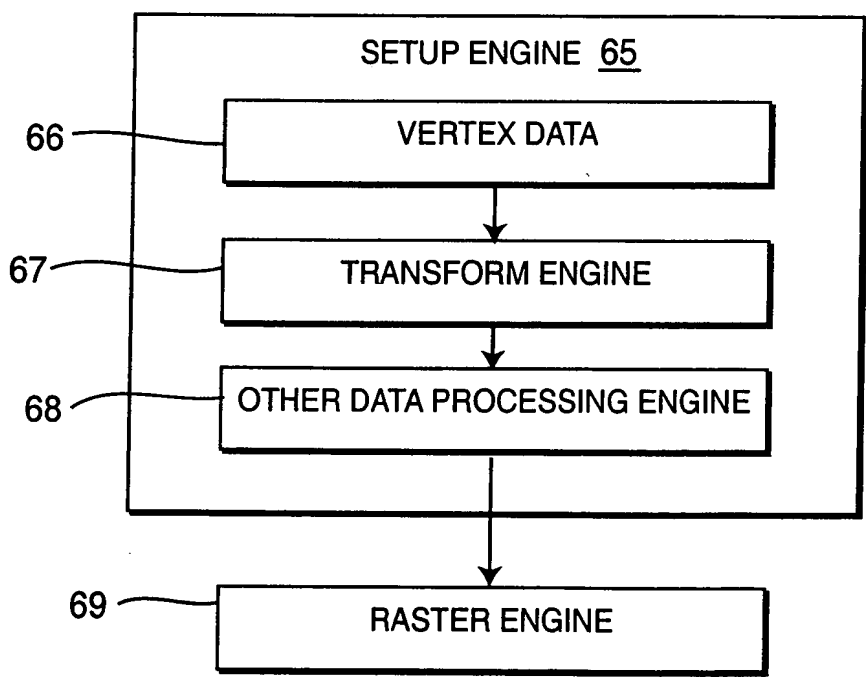 SETUP ENGINE 65
66
VERTEX DATA
67
TRANSFORM ENGINE
68
OTHER DATA PROCESSING ENGINE
69
RASTER ENGINE